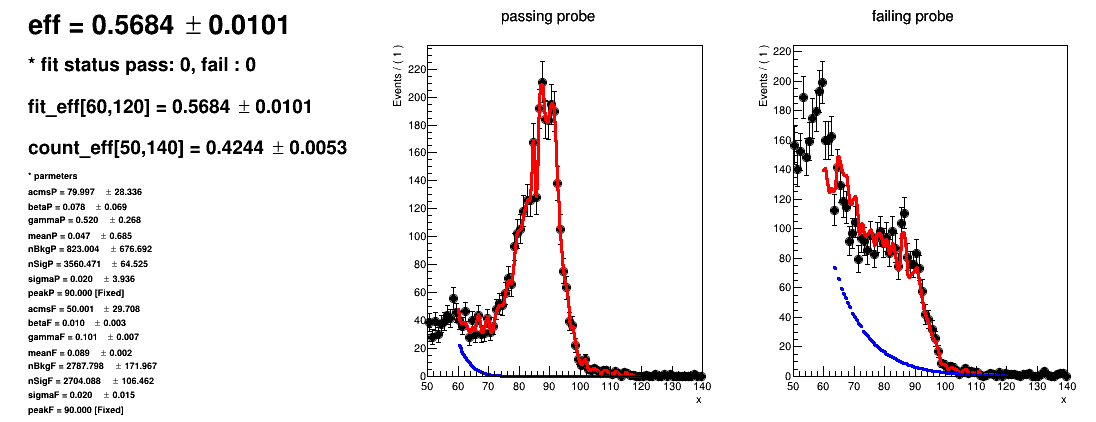 eff = 0.5684 ± 0.0101
* fit status pass: 0, fail : 0
fit_eff[60,120] = 0.5684 ± 0.0101
count_eff[50,140] = 0.4244 ± 0.0053
* parmeters
acmsP = 79.997 ± 28.336
betaP = 0.078 ± 0.069
gammaP = 0.520 ± 0.268
meanP = 0.047 ± 0.685
nBkgP = 823.004 ± 676.692
nSigP = 3560.471 ± 64.525
sigmaP = 0.020 ± 3.936
peakP = 90.000 [Fixed]
acmsF = 50.001 ± 29.708
betaF = 0.010 ± 0.003
gammaF = 0.101 ± 0.007
meanF = 0.089 ± 0.002
nBkgF = 2787.798 ± 171.967
nSigF = 2704.088 ± 106.462
sigmaF = 0.020 ± 0.015
peakF = 90.000 [Fixed]
passing probe
Events / ( 1 )
220
200
180
160
140
120
100
80
60
40
20
0
50 60 70 80 90 100 110 120 130 140
x
failing probe
Events / ( 1 )
220
200
180
160
140
120
100
80
60
40
20
0
50 60 70 80 90 100 110 120 130 140
x